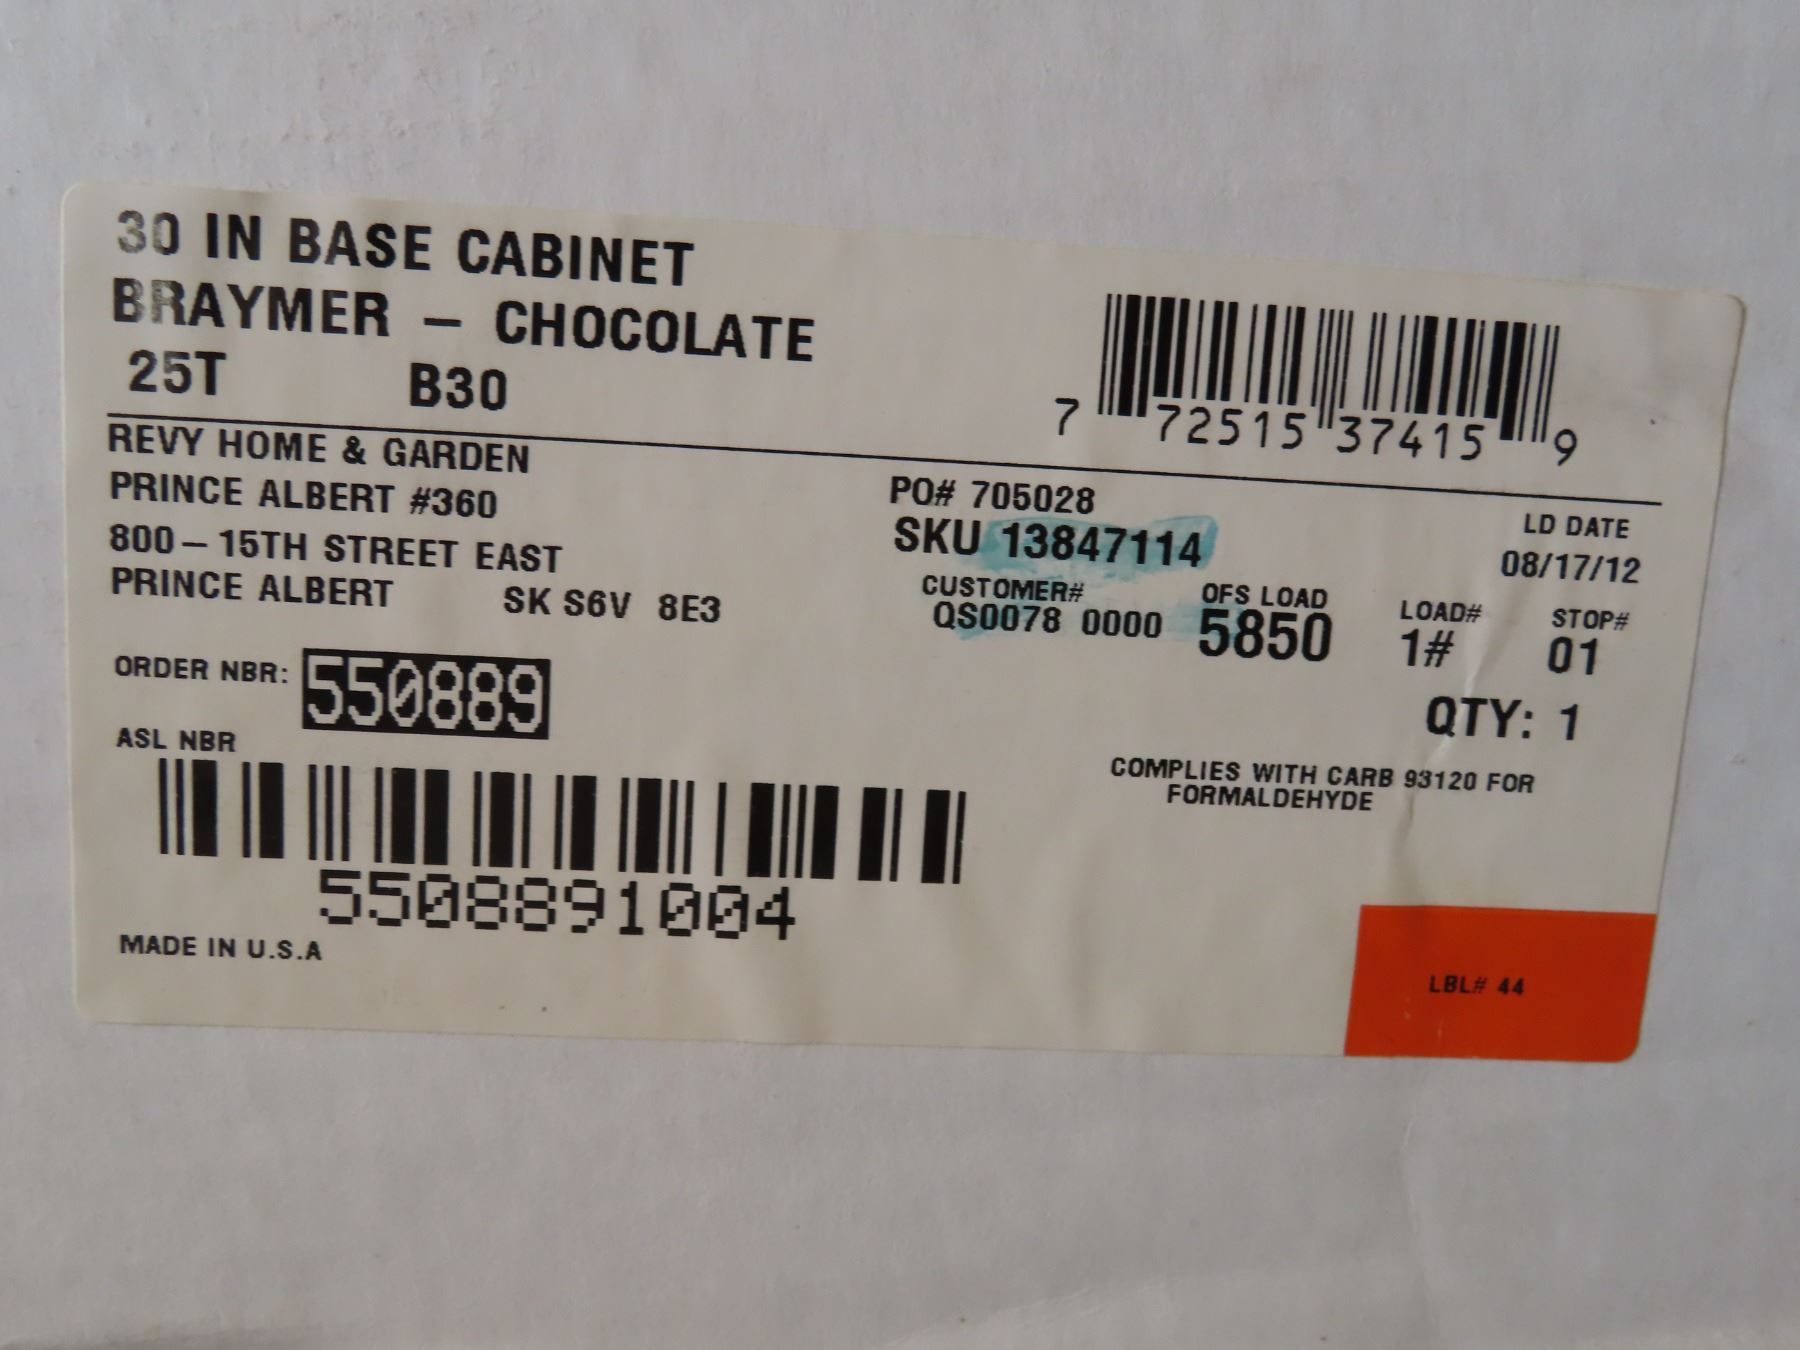 30 IN BASE CABINET
BRAYMER - CHOCOLATE
25T B30
7 72515 37415 9
REVY HOME & GARDEN
PRINCE ALBERT #360
800-15TH STREET EAST
PRINCE ALBERT SK S6V 8E3
PO# 705028
SKU 13847114
LD DATE
08/17/12
CUSTOMER#
QS0078 0000
OFS LOAD
5850
LOAD#
1#
STOP#
01
QTY: 1
ORDER NBR: 550889
ASL NBR
5508891004
COMPLIES WITH CARB 93120 FOR
FORMALDEHYDE
MADE IN U.S.A
LBL# 44